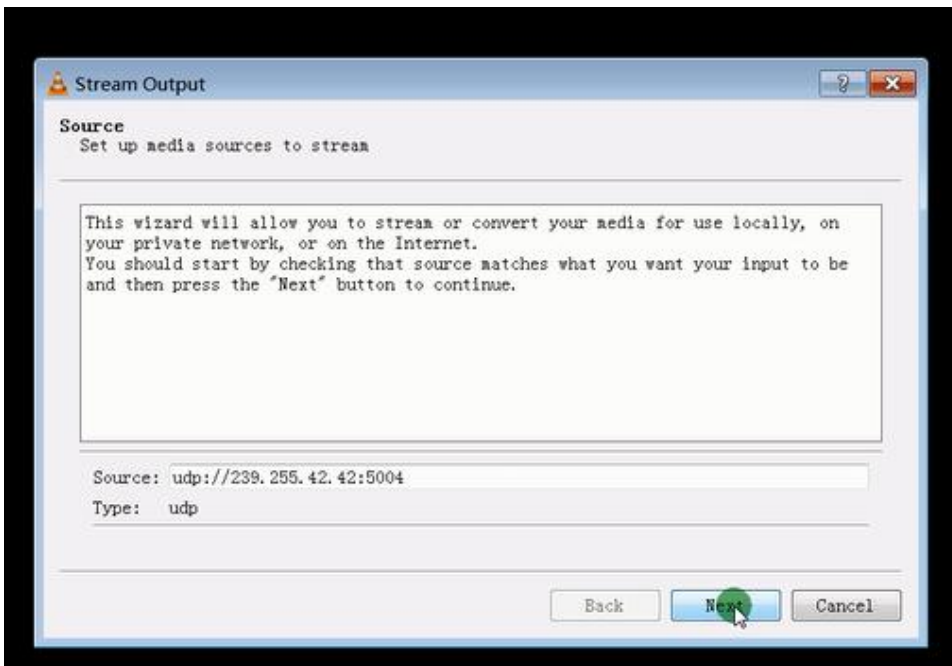 Stream Output
Source
Set up media sources to stream
This wizard will allow you to stream or convert your media for use locally, on
your private network, or on the Internet.
You should start by checking that source matches what you want your input to be
and then press the "Next" button to continue.
Source: udp://239.255.42.42:5004
Type: udp
Back Next Cancel